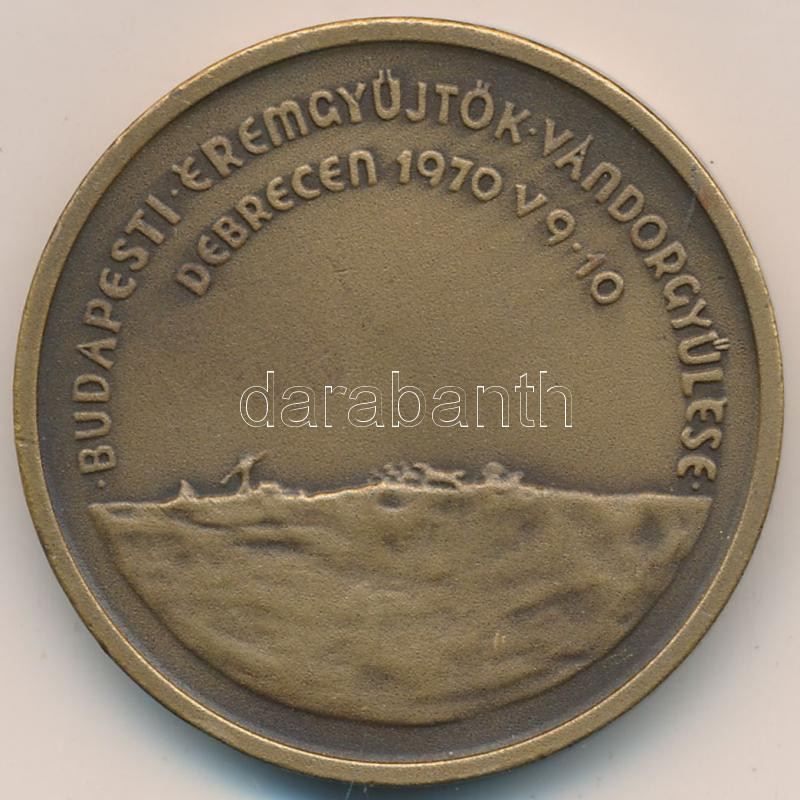 ·BUDAPESTI·ÉREMGYŰJTŐK·VÁNDORGYŰLÉSE·
DEBRECEN 1970 V 9-10
darabanth